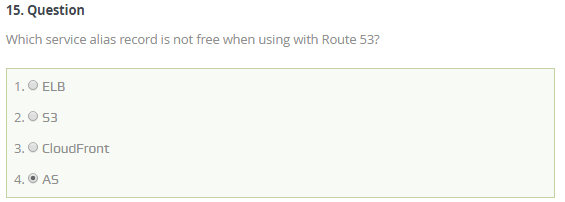 15. Question
Which service alias record is not free when using with Route 53?
1. ELB
2. S3
3. CloudFront
4. AS